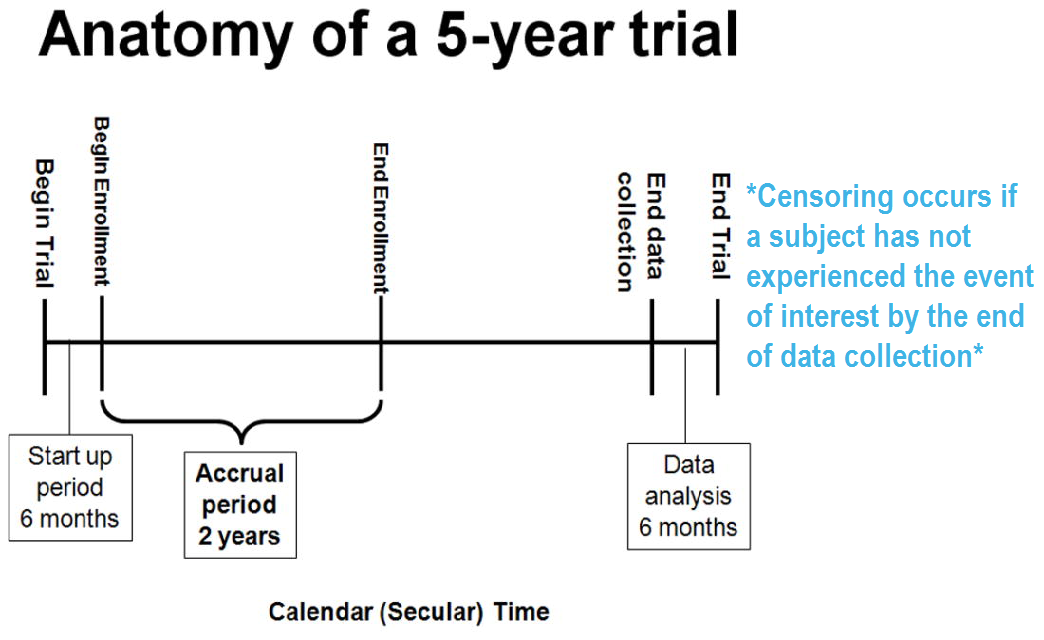 Anatomy of a 5-year trial
Begin Trial
Begin Enrollment
End Enrollment
End data
collection
End Trial
*Censoring occurs if
a subject has not
experienced the event
of interest by the end
of data collection*
Start up
period
6 months
Accrual
period
2 years
Data
analysis
6 months
Calendar (Secular) Time